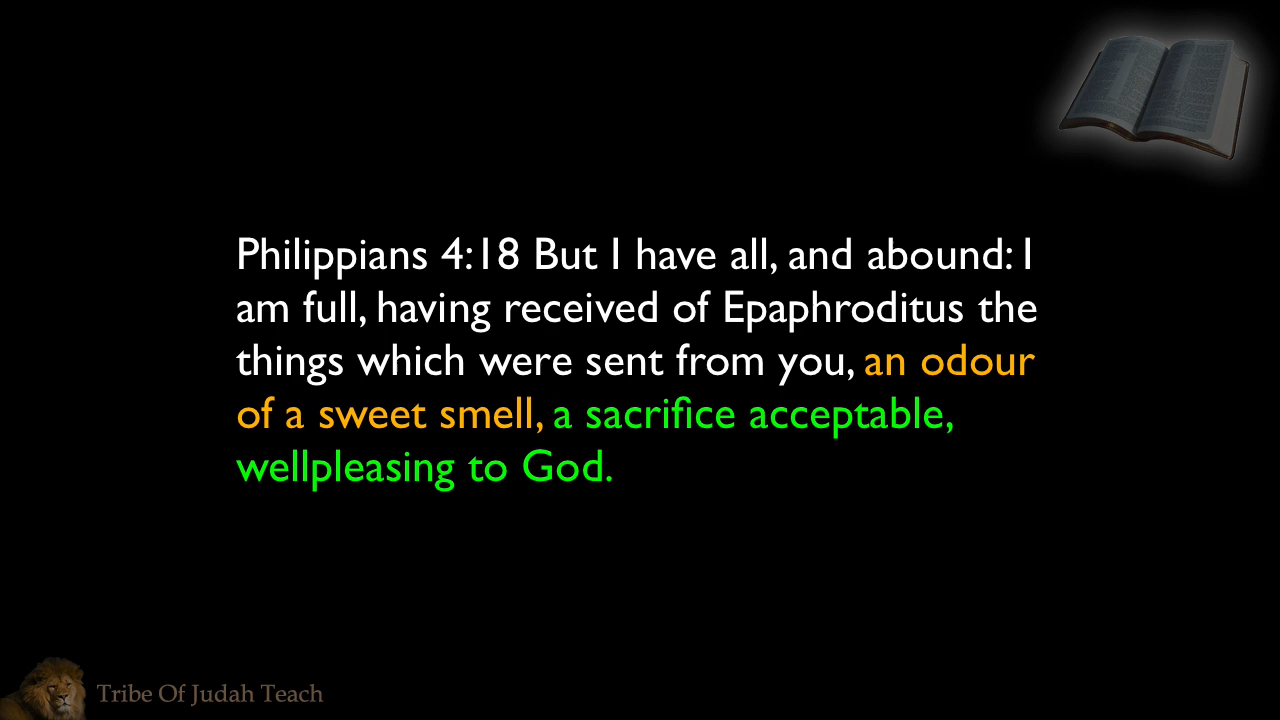 Philippians 4:18 But I have all, and abound: I
am full, having received of Epaphroditus the
things which were sent from you, an odour
of a sweet smell, a sacrifice acceptable,
wellpleasing to God.
Tribe Of Judah Teach